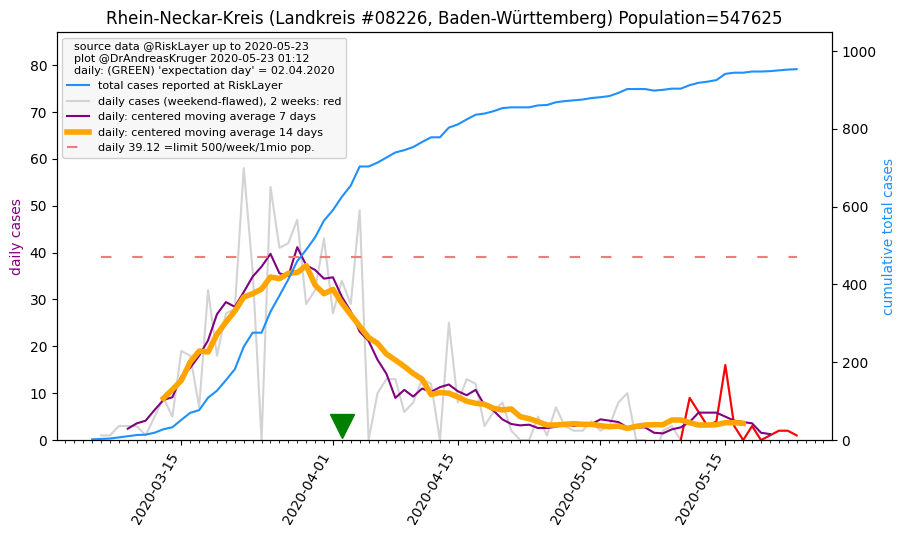 Rhein-Neckar-Kreis (Landkreis #08226, Baden-Württemberg) Population=547625
source data @RiskLayer up to 2020-05-23
plot @DrAndreasKruger 2020-05-23 01:12
daily: (GREEN) 'expectation day' = 02.04.2020
total cases reported at RiskLayer
daily cases (weekend-flawed), 2 weeks: red
daily: centered moving average 7 days
daily: centered moving average 14 days
daily 39.12 =limit 500/week/1mio pop.
daily cases
80
70
60
50
40
30
20
10
0
1000
800
600
400
200
0
cumulative total cases
2020-03-15
2020-04-01
2020-04-15
2020-05-01
2020-05-15